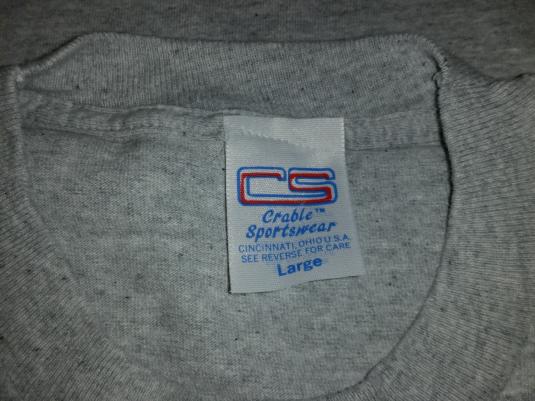 CS
Crable™
Sportswear
CINCINNATI, OHIO U.S.A.
SEE REVERSE FOR CARE
Large